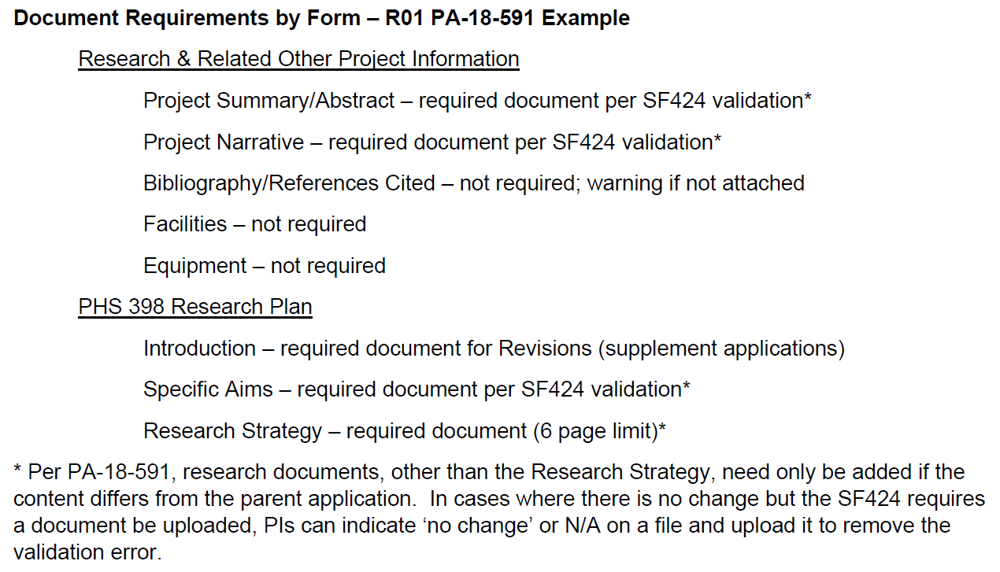 Document Requirements by Form – R01 PA-18-591 Example
Research & Related Other Project Information
Project Summary/Abstract – required document per SF424 validation*
Project Narrative – required document per SF424 validation*
Bibliography/References Cited – not required; warning if not attached
Facilities – not required
Equipment – not required
PHS 398 Research Plan
Introduction – required document for Revisions (supplement applications)
Specific Aims – required document per SF424 validation*
Research Strategy – required document (6 page limit)*
* Per PA-18-591, research documents, other than the Research Strategy, need only be added if the
content differs from the parent application.  In cases where there is no change but the SF424 requires
a document be uploaded, PIs can indicate ‘no change’ or N/A on a file and upload it to remove the
validation error.